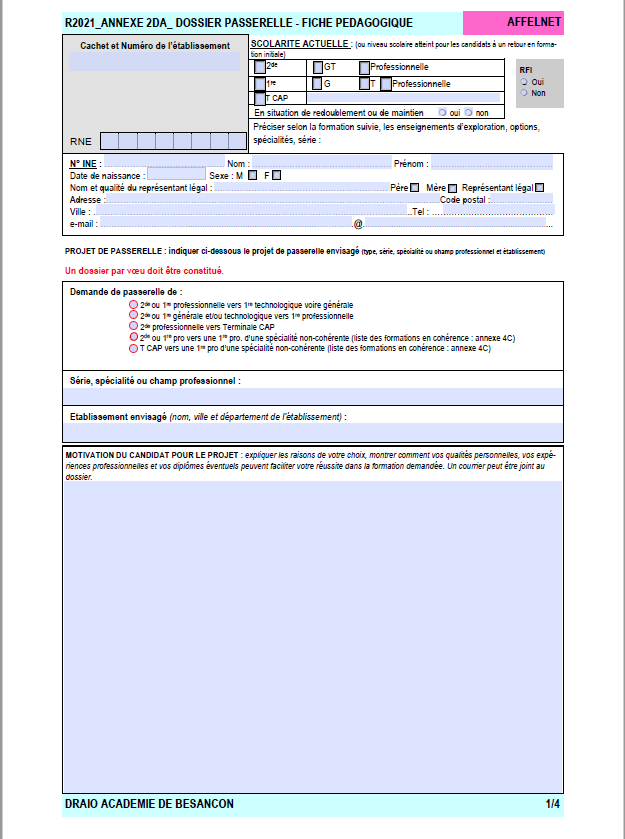 R2021_ANNEXE 2DA_ DOSSIER PASSERELLE - FICHE PEDAGOGIQUE
AFFELNET
Cachet et Numéro de l'établissement
RNE
SCOLARITE ACTUELLE : (ou niveau scolaire atteint pour les candidats à un retour en forma-
tion initiale)
2de GT Professionnelle
1re G T Professionnelle
T CAP
En situation de redoublement ou de maintien oui non
Préciser selon la formation suivie, les enseignements d'exploration, options,
spécialités, série :
RFI
Oui
Non
N° INE : Nom : Prénom :
Date de naissance : Sexe : M F
Nom et qualité du représentant légal : Père Mère Représentant légal
Adresse : Code postal :
Ville : Tel :
e-mail : @
PROJET DE PASSERELLE : indiquer ci-dessous le projet de passerelle envisagé (type, série, spécialité ou champ professionnel et établissement)
Un dossier par vœu doit être constitué.
Demande de passerelle de :
2de ou 1re professionnelle vers 1re technologique voire générale
2de ou 1re générale et/ou technologique vers 1re professionnelle
2de professionnelle vers Terminale CAP
2de ou 1re pro vers une 1re pro. d'une spécialité non-cohérente (liste des formations en cohérence : annexe 4C)
T CAP vers une 1re pro d'une spécialité non-cohérente (liste des formations en cohérence : annexe 4C)
Série, spécialité ou champ professionnel :
Etablissement envisagé (nom, ville et département de l'établissement) :
MOTIVATION DU CANDIDAT POUR LE PROJET : expliquer les raisons de votre choix, montrer comment vos qualités personnelles, vos expé-
riences professionnelles et vos diplômes éventuels peuvent faciliter votre réussite dans la formation demandée. Un courrier peut être joint au
dossier.
DRAIO ACADEMIE DE BESANCON
1/4